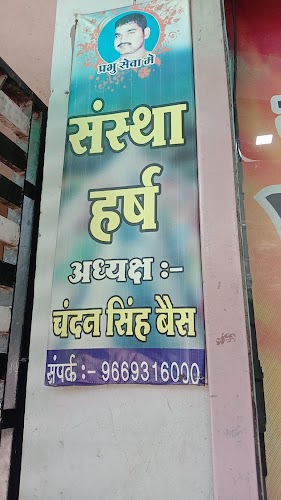 प्रभु सेवा में
संस्था
हर्ष
अध्यक्ष :-
चंदन सिंह बैस
संपर्क :- 9669316000